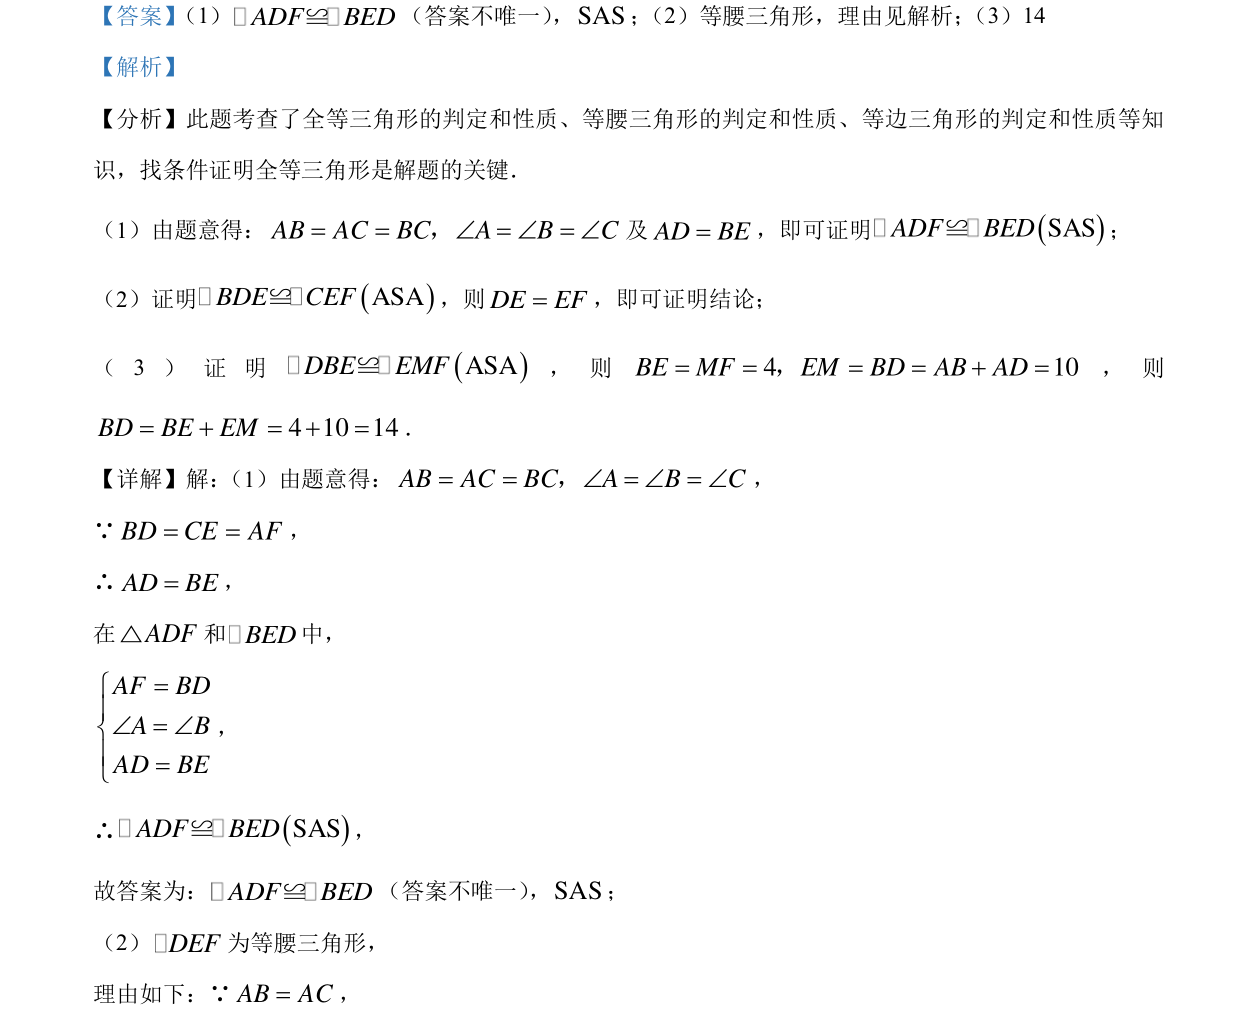 【答案】（1）□ADF≌□BED（答案不唯一），SAS；（2）等腰三角形，理由见解析；（3）14
【解析】
【分析】此题考查了全等三角形的判定和性质、等腰三角形的判定和性质、等边三角形的判定和性质等知
识，找条件证明全等三角形是解题的关键．
（1）由题意得：AB = AC = BC，∠A = ∠B = ∠C 及 AD = BE，即可证明□ADF≌□BED(SAS)；
（2）证明□BDE≌□CEF(ASA)，则 DE = EF，即可证明结论；
（3）证明□DBE≌□EMF(ASA)，则 BE = MF = 4，EM = BD = AB + AD = 10，则
BD = BE + EM = 4+10 = 14．
【详解】解：（1）由题意得：AB = AC = BC，∠A = ∠B = ∠C，
∵ BD = CE = AF，
∴ AD = BE，
在△ADF 和□BED 中，
{AF = BD
∠A = ∠B，
AD = BE
∴□ADF≌□BED(SAS)，
故答案为：□ADF≌□BED（答案不唯一），SAS；
（2）□DEF 为等腰三角形，
理由如下：∵ AB = AC，